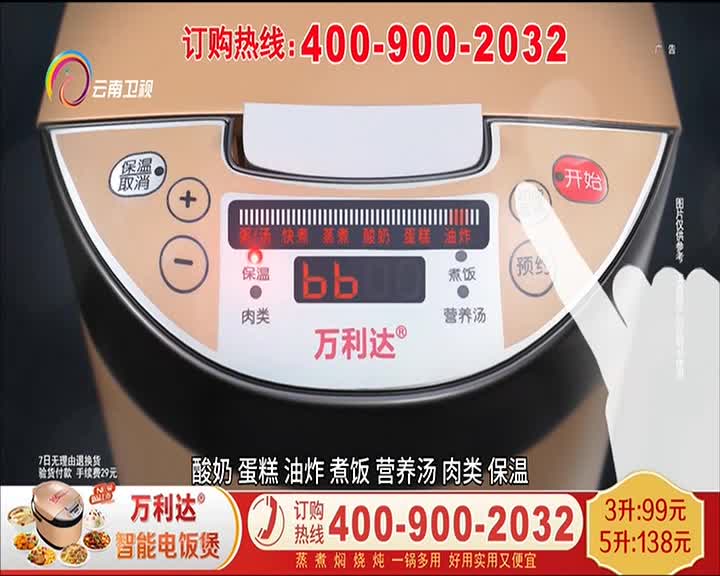 订购热线:400-900-2032
广告
云南卫视
保温
取消
+
-
粥/汤 快煮 蒸煮 酸奶 蛋糕 油炸
保温
肉类
bb
煮饭
营养汤
万利达®
开始
预约
图片仅供参考
7日无理由退换货
验货付款 手续费29元
酸奶 蛋糕 油炸 煮饭 营养汤 肉类 保温
万利达®
智能电饭煲
订购
热线
400-900-2032
蒸 煮 焖 烧 炖 一锅多用 好用实用又便宜
3升:99元
5升:138元